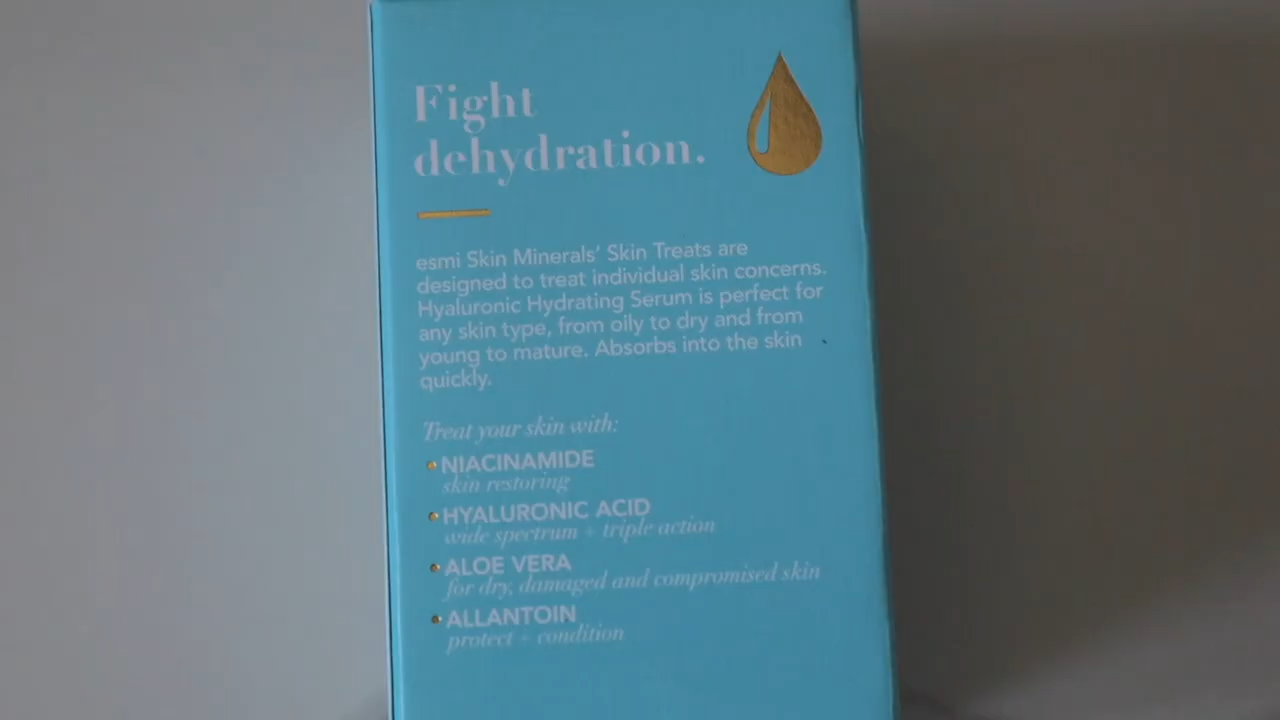 Fight
dehydration.
esmi Skin Minerals' Skin Treats are
designed to treat individual skin concerns.
Hyaluronic Hydrating Serum is perfect for
any skin type, from oily to dry and from
young to mature. Absorbs into the skin
quickly.
Treat your skin with:
• NIACINAMIDE
skin restoring
• HYALURONIC ACID
wide spectrum + triple action
• ALOE VERA
for dry, damaged and compromised skin
• ALLANTOIN
protect + condition